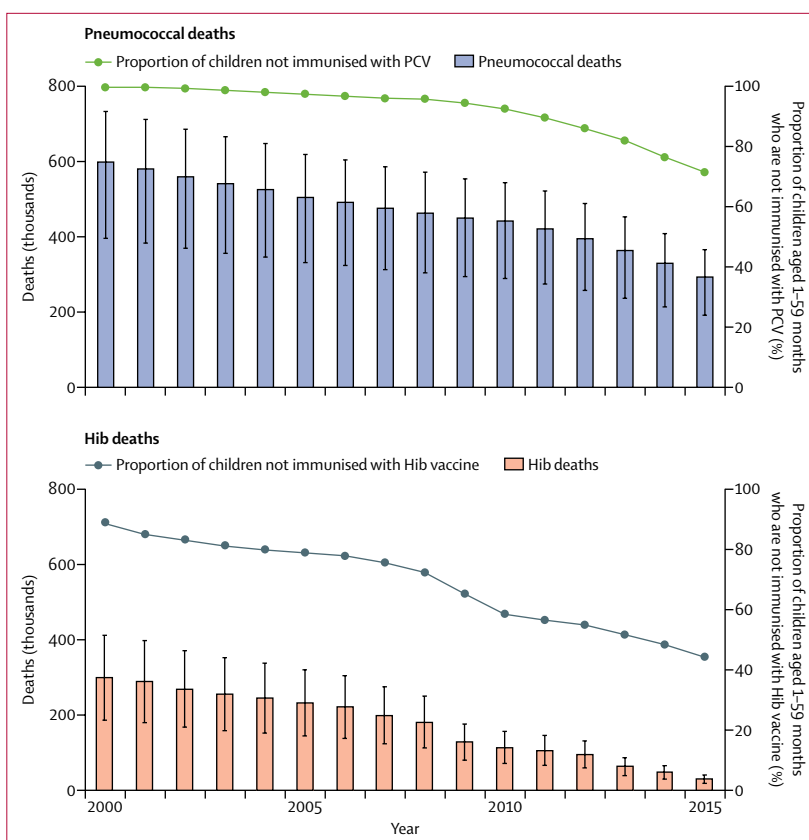 Pneumococcal deaths
Proportion of children not immunised with PCV
Pneumococcal deaths
800
600
400
200
0
Deaths (thousands)
100
80
60
40
20
0
Proportion of children aged 1–59 months
who are not immunised with PCV (%)
Hib deaths
Proportion of children not immunised with Hib vaccine
Hib deaths
800
600
400
200
0
Deaths (thousands)
100
80
60
40
20
0
Proportion of children aged 1–59 months
who are not immunised with Hib vaccine (%)
2000
2005
2010
2015
Year